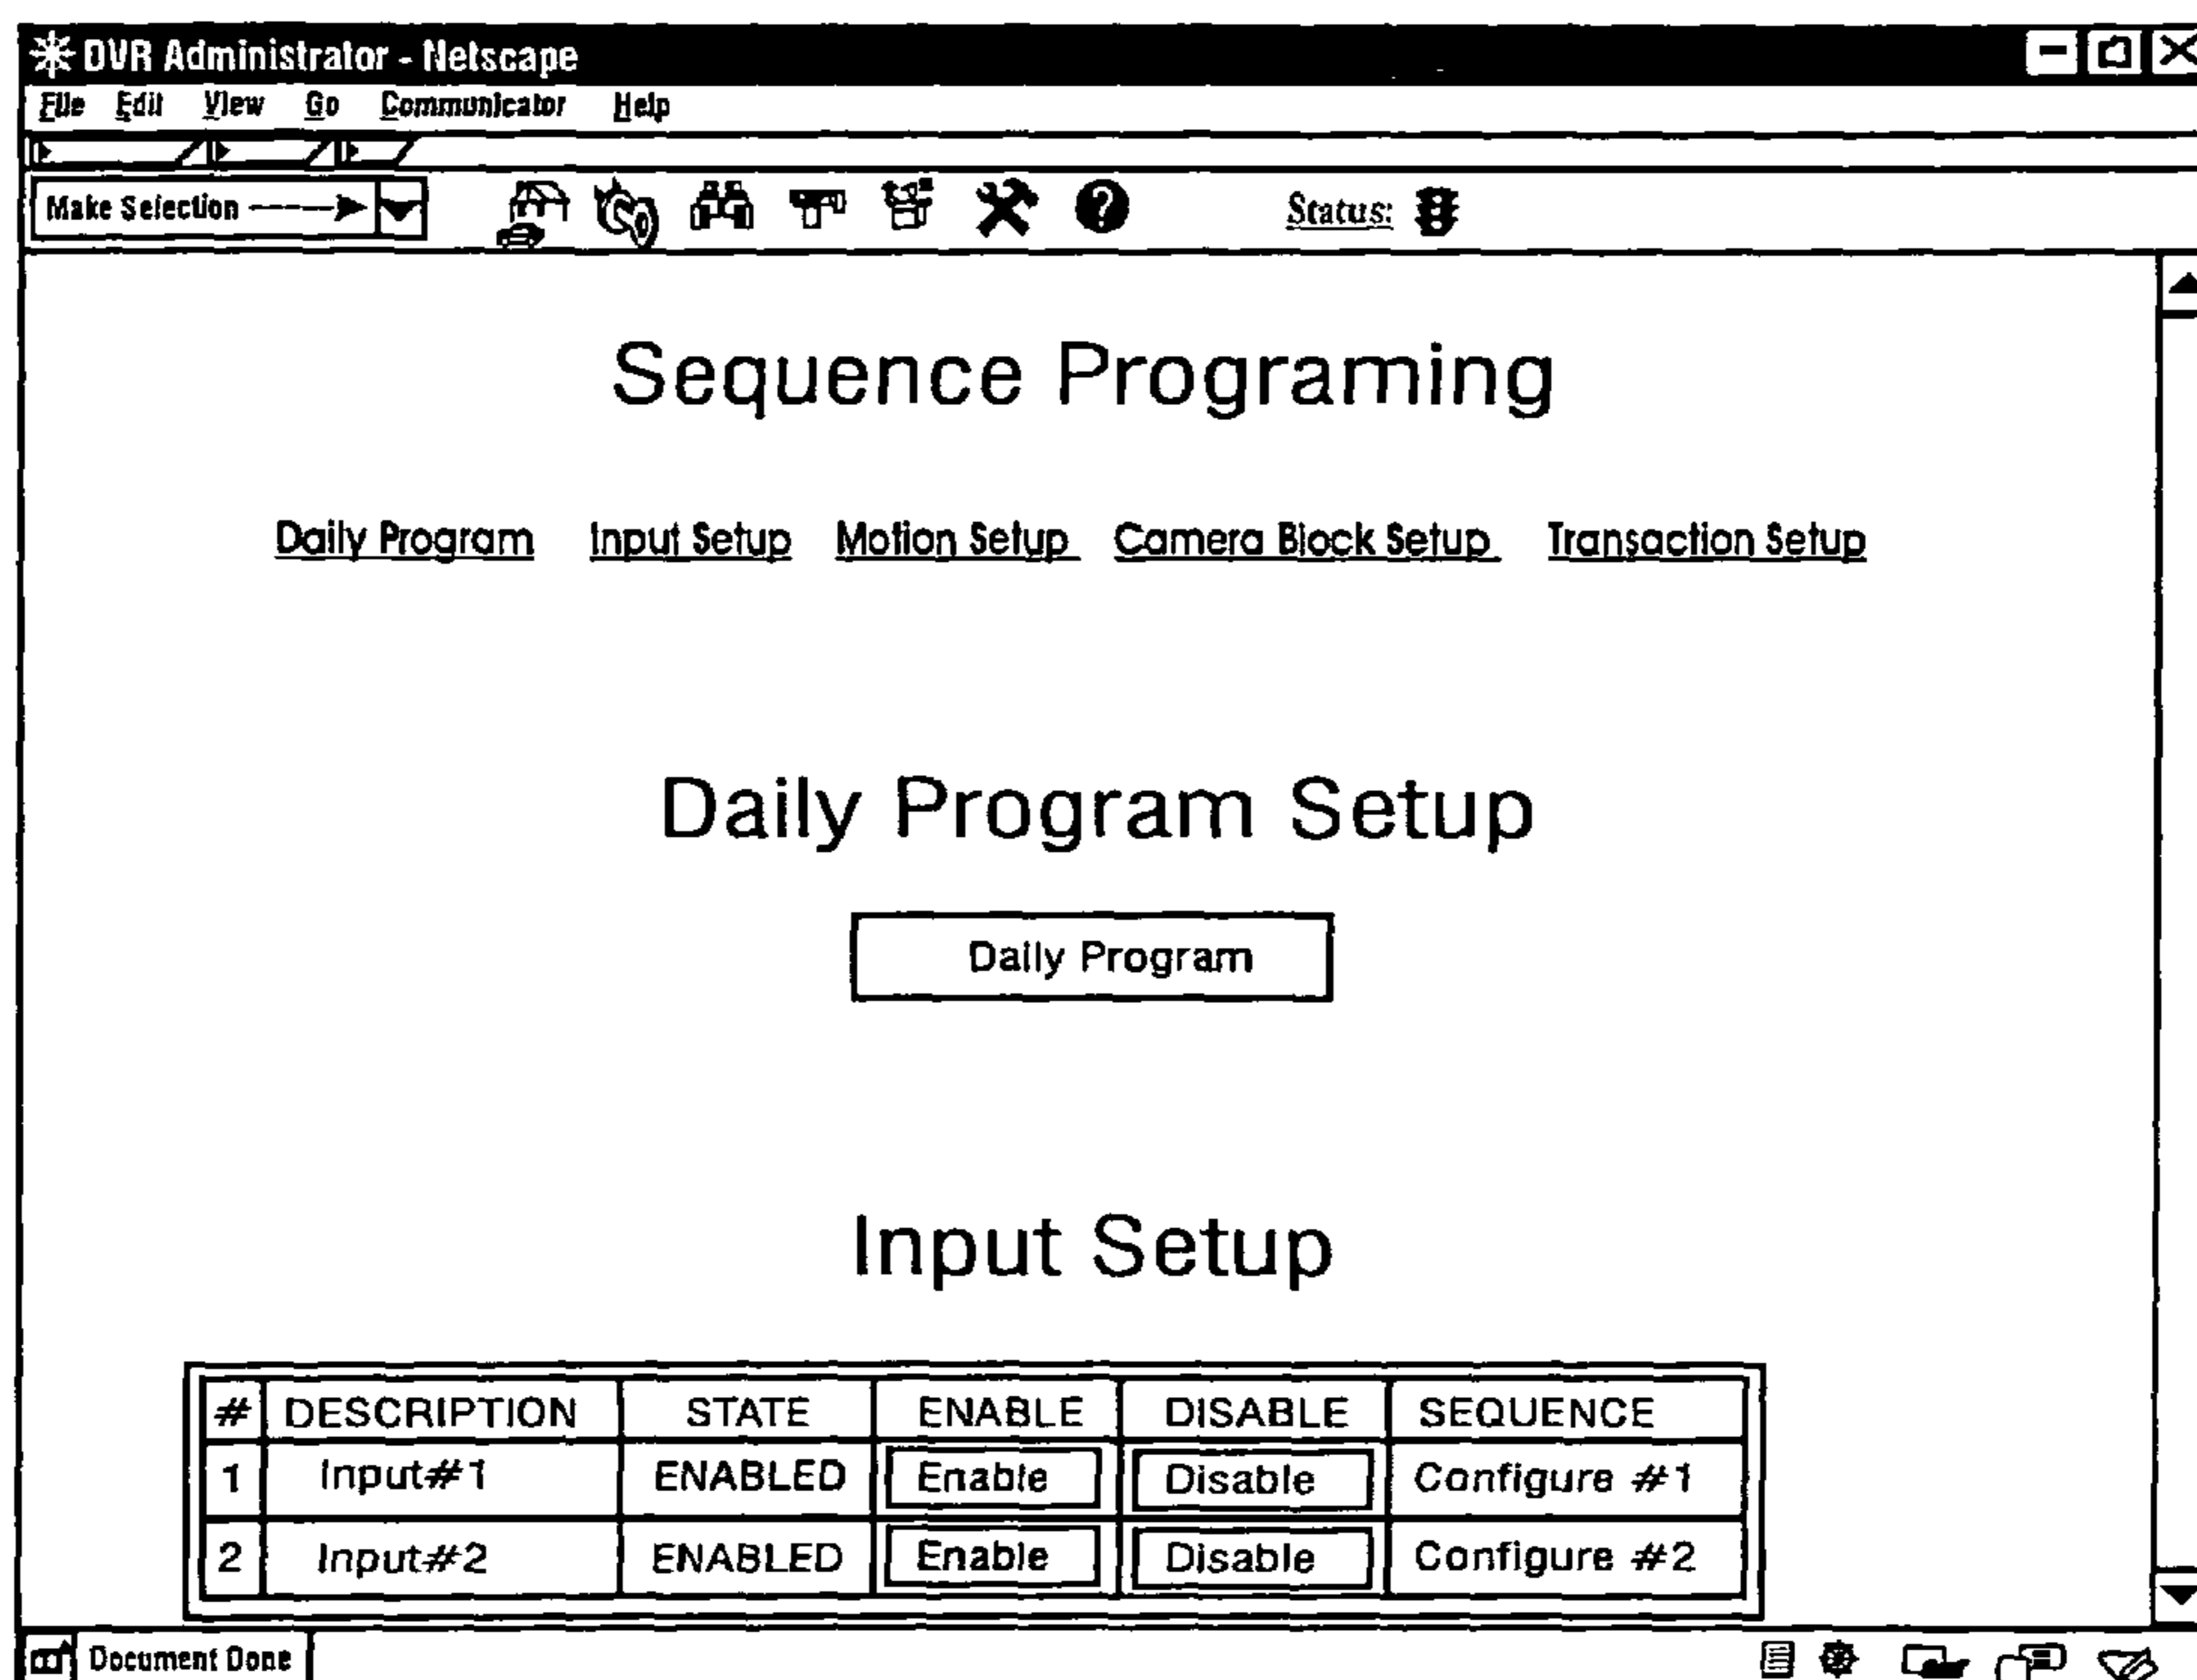 DVR Administrator - Netscape
File Edit View Go Communicator Help
Make Selection
Status:
Sequence Programing
Daily Program Input Setup Motion Setup Camera Block Setup Transaction Setup
Daily Program Setup
Daily Program
Input Setup
# DESCRIPTION STATE ENABLE DISABLE SEQUENCE
1 Input#1 ENABLED Enable Disable Configure #1
2 Input#2 ENABLED Enable Disable Configure #2
Document Done